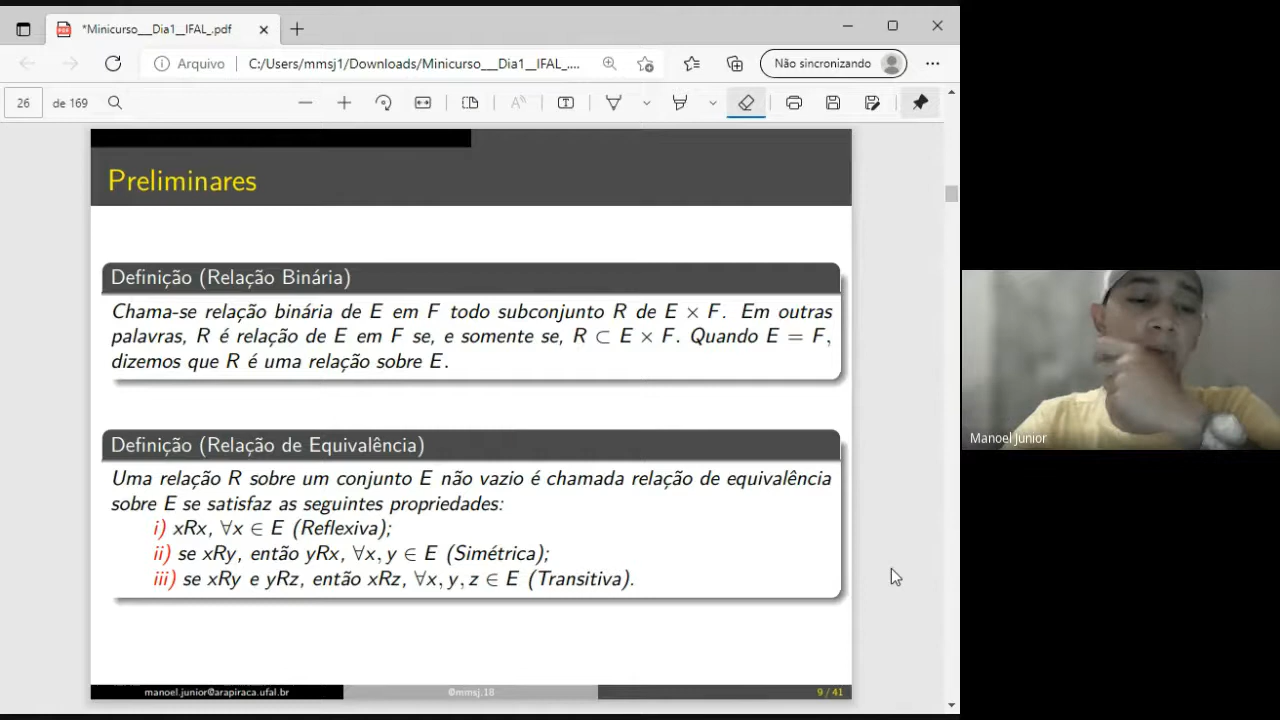 *Minicurso___Dia1__IFAL_.pdf
Arquivo
C:/Users/mmsj1/Downloads/Minicurso___Dia1__IFAL_....
Não sincronizando
26
de 169
Preliminares
Definição (Relação Binária)
Chama-se relação binária de E em F todo subconjunto R de E × F. Em outras
palavras, R é relação de E em F se, e somente se, R ⊂ E × F. Quando E = F,
dizemos que R é uma relação sobre E.
Definição (Relação de Equivalência)
Uma relação R sobre um conjunto E não vazio é chamada relação de equivalência
sobre E se satisfaz as seguintes propriedades:
i) xRx, ∀x ∈ E (Reflexiva);
ii) se xRy, então yRx, ∀x, y ∈ E (Simétrica);
iii) se xRy e yRz, então xRz, ∀x, y, z ∈ E (Transitiva).
manoel.junior@arapiraca.ufal.br
©mmsj.18
9 / 41
Manoel Junior